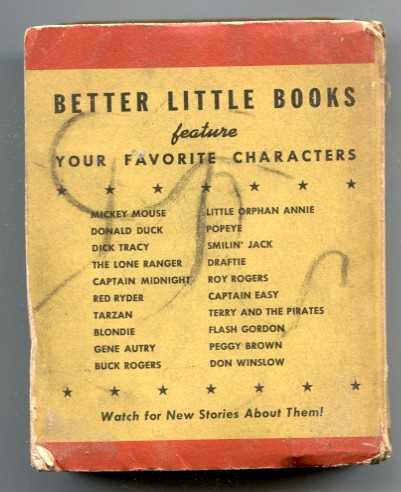 BETTER LITTLE BOOKS
feature
YOUR FAVORITE CHARACTERS
MICKEY MOUSE
DONALD DUCK
DICK TRACY
THE LONE RANGER
CAPTAIN MIDNIGHT
RED RYDER
TARZAN
BLONDIE
GENE AUTRY
BUCK ROGERS
LITTLE ORPHAN ANNIE
POPEYE
SMILIN' JACK
DRAFTIE
ROY ROGERS
CAPTAIN EASY
TERRY AND THE PIRATES
FLASH GORDON
PEGGY BROWN
DON WINSLOW
Watch for New Stories About Them!